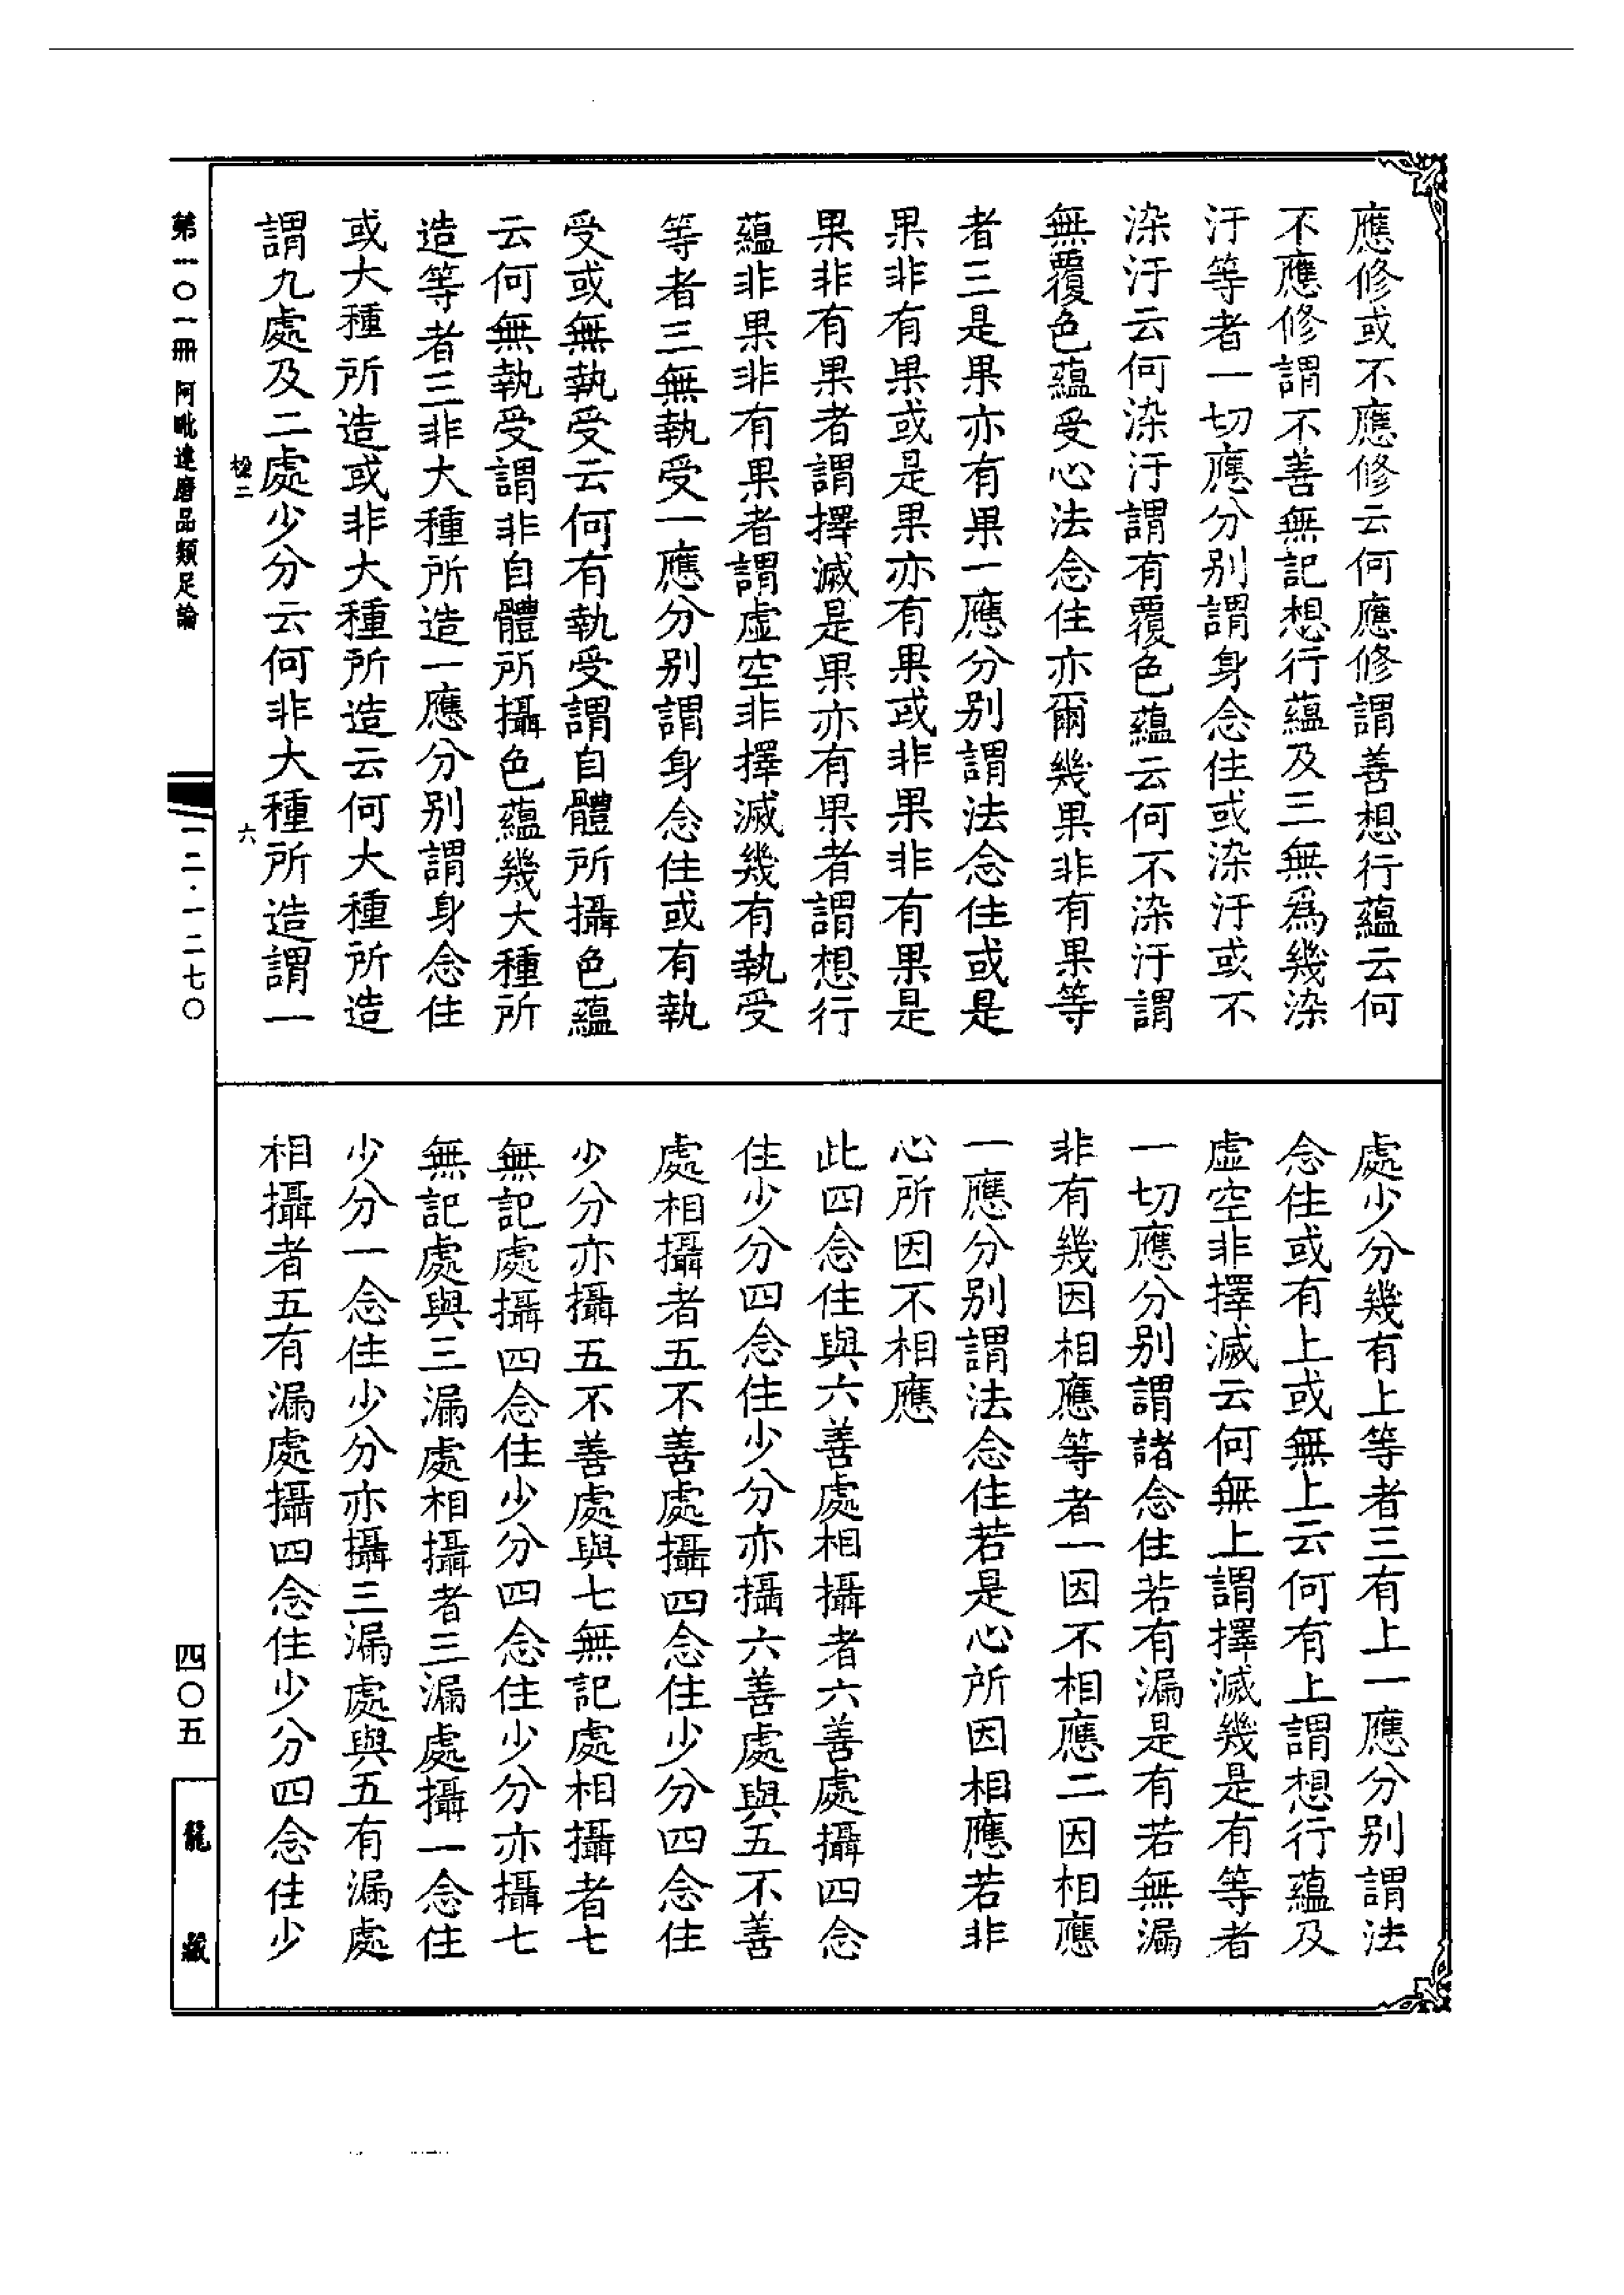 應修或不應修云何應修謂善想行蘊云何
不應修謂不善無記想行蘊及三無爲幾染
汙等者一切應分别謂身念住或染汙或不
染汙云何染汙謂有覆色蘊云何不染汙謂
無覆色蘊受心法念住亦爾幾果非有果等
者三是果亦有果一應分别謂法念住或是
果非有果或是果亦有果或非果非有果是
果非有果者謂擇滅是果亦有果者謂想行
蘊非果非有果者謂虛空非擇滅幾有執受
等者三無執受一應分别謂身念住或有執
受或無執受云何有執受謂自體所攝色蘊
云何無執受謂非自體所攝色蘊幾大種所
造等者三非大種所造一應分别謂身念住
或大種所造或非大種所造云何大種所造
謂九處及二處少分云何非大種所造謂一
處少分幾有上等者三有上一應分别謂法
念住或有上或無上云何有上謂想行蘊及
虛空非擇滅云何無上謂擇滅幾是有等者
一切應分别謂諸念住若有漏是有若無漏
非有幾因相應等者一因不相應二因相應
一應分别謂法念住若是心所因相應若非
心所因不相應
此四念住與六善處相攝者六善處攝四念
住少分四念住少分亦攝六善處與五不善
處相攝者五不善處攝四念住少分四念住
少分亦攝五不善處與七無記處相攝者七
無記處攝四念住少分四念住少分亦攝七
無記處與三漏處相攝者三漏處攝一念住
少分一念住少分亦攝三漏處與五有漏處
相攝者五有漏處攝四念住少分四念住少
第一〇一冊 阿毗達磨品類足論
六
一二·一二七〇
四〇五
龍藏